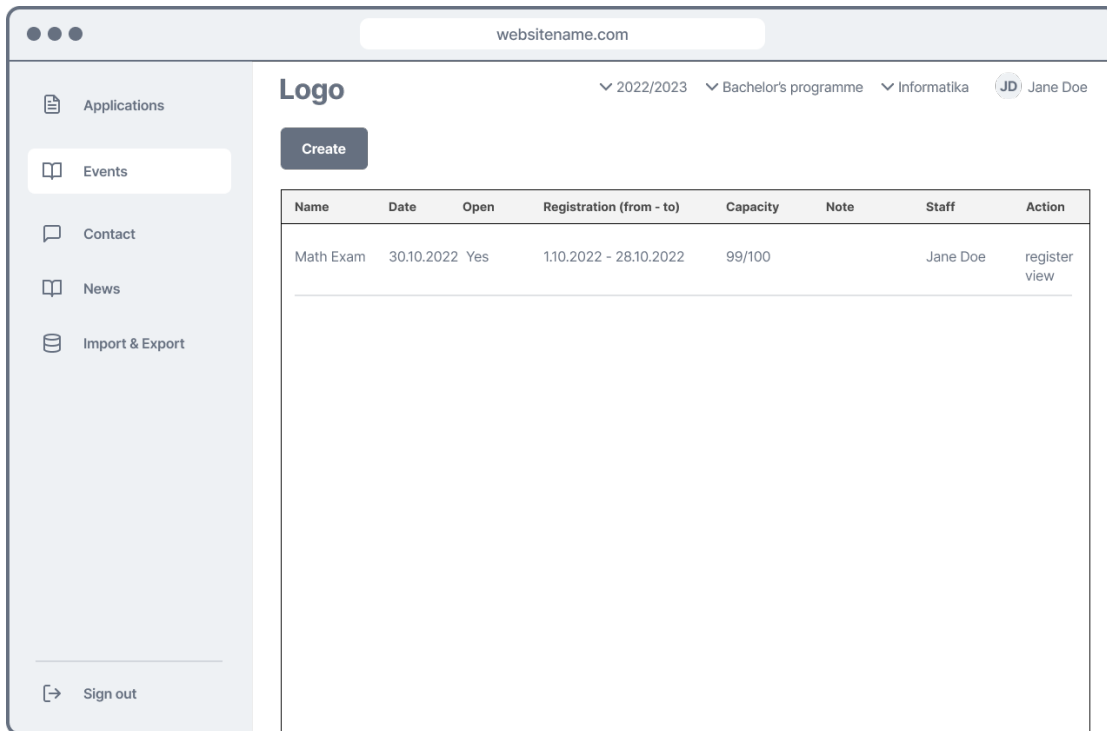 websitename.com
Applications
Events
Contact
News
Import & Export
Sign out
Logo
2022/2023 Bachelor's programme Informatika JD Jane Doe
Create
Name Date Open Registration (from - to) Capacity Note Staff Action
Math Exam 30.10.2022 Yes 1.10.2022 - 28.10.2022 99/100 Jane Doe register
view